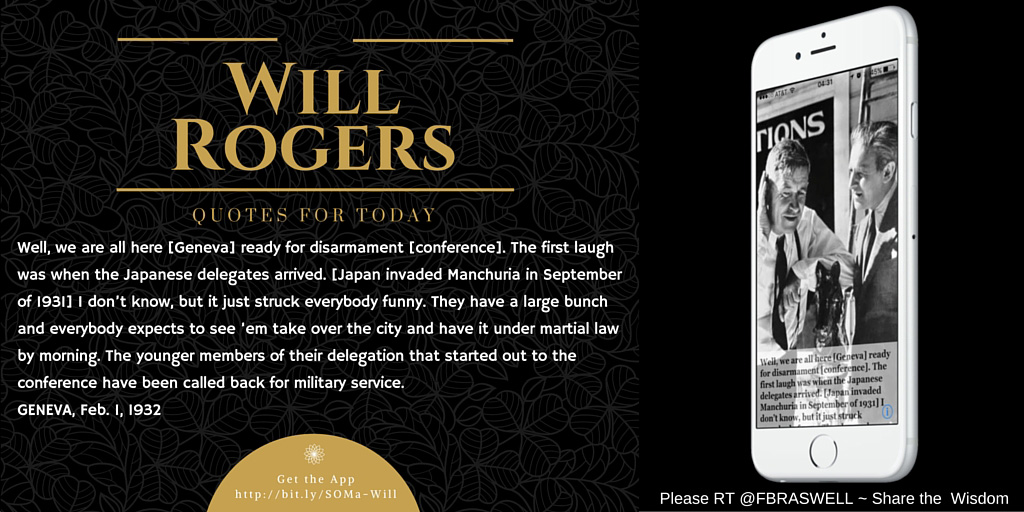 WILL
ROGERS
QUOTES FOR TODAY
Well, we are all here [Geneva] ready for disarmament [conference]. The first laugh
was when the Japanese delegates arrived. [Japan invaded Manchuria in September
of 1931] I don't know, but it just struck everybody funny. They have a large bunch
and everybody expects to see 'em take over the city and have it under martial law
by morning. The younger members of their delegation that started out to the
conference have been called back for military service.
GENEVA, Feb. 1, 1932
Get the App
http://bit.ly/SOMa-Will
AT&T
04:31
45%
TIONS
Well, we are all here [Geneva] ready
for disarmament [conference]. The
first laugh was when the Japanese
delegates arrived. [Japan invaded
Manchuria in September of 1931] I
don't know, but it just struck
Please RT @FBRASWELL ~ Share the Wisdom